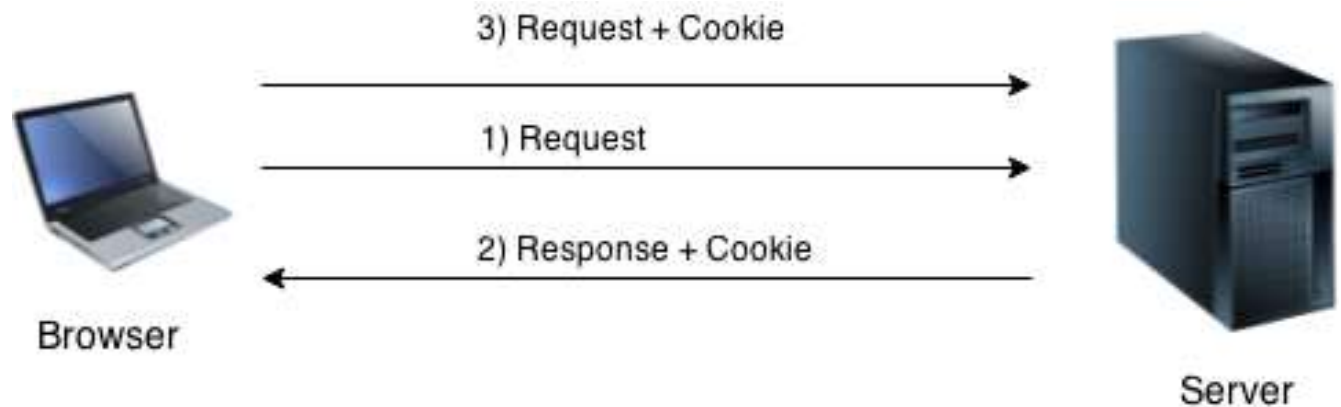 3) Request + Cookie
1) Request
2) Response + Cookie
Browser
Server